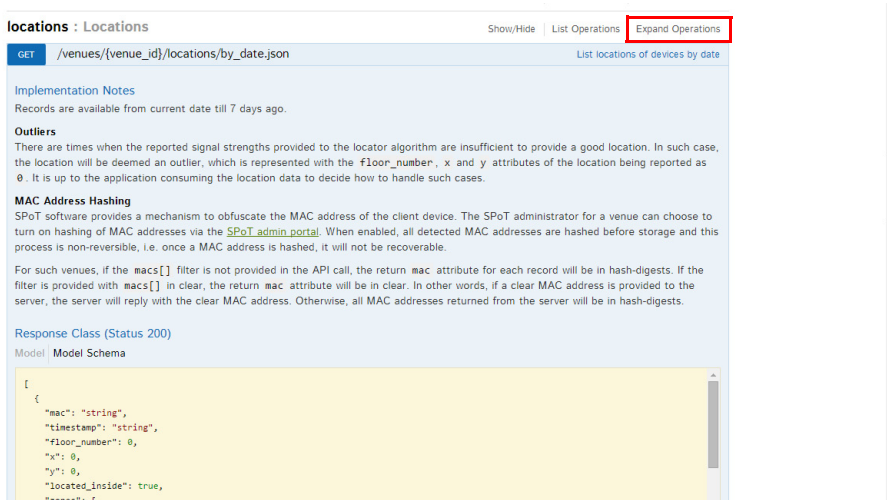 locations : Locations
Show/Hide List Operations Expand Operations
GET /venues/{venue_id}/locations/by_date.json List locations of devices by date
Implementation Notes
Records are available from current date till 7 days ago.
Outliers
There are times when the reported signal strengths provided to the locator algorithm are insufficient to provide a good location. In such case,
the location will be deemed an outlier, which is represented with the floor_number, x and y attributes of the location being reported as
0. It is up to the application consuming the location data to decide how to handle such cases.
MAC Address Hashing
SPoT software provides a mechanism to obfuscate the MAC address of the client device. The SPoT administrator for a venue can choose to
turn on hashing of MAC addresses via the SPoT admin portal. When enabled, all detected MAC addresses are hashed before storage and this
process is non-reversible, i.e. once a MAC address is hashed, it will not be recoverable.
For such venues, if the macs[] filter is not provided in the API call, the return mac attribute for each record will be in hash-digests. If the
filter is provided with macs[] in clear, the return mac attribute will be in clear. In other words, if a clear MAC address is provided to the
server, the server will reply with the clear MAC address. Otherwise, all MAC addresses returned from the server will be in hash-digests.
Response Class (Status 200)
Model Model Schema
[
{
"mac": "string",
"timestamp": "string",
"floor_number": 0,
"x": 0,
"y": 0,
"located_inside": true,